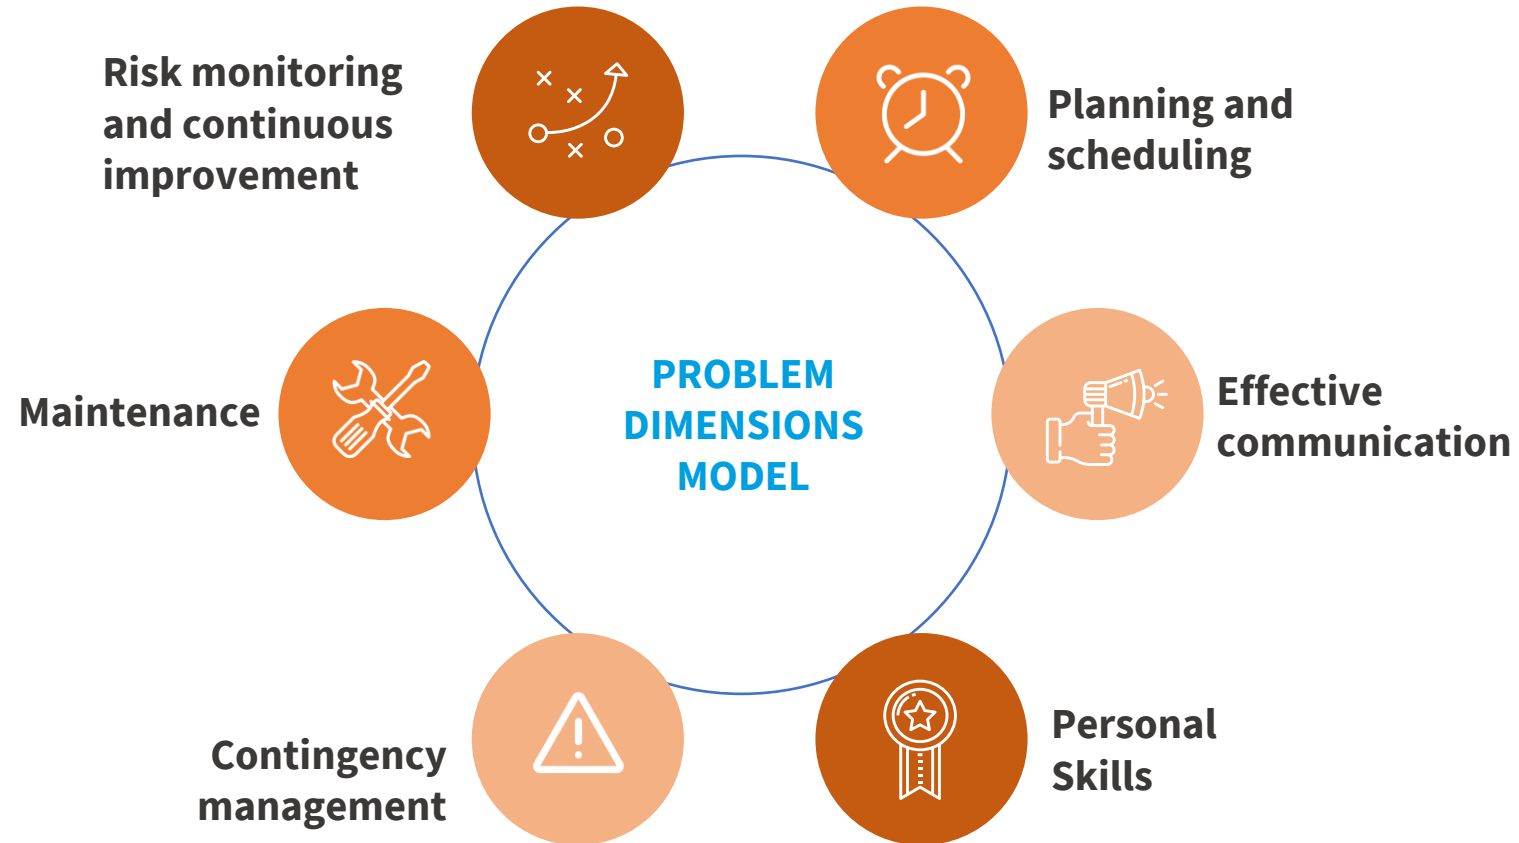 Risk monitoring
and continuous
improvement
Planning and
scheduling
Maintenance
PROBLEM
DIMENSIONS
MODEL
Effective
communication
Contingency
management
Personal
Skills